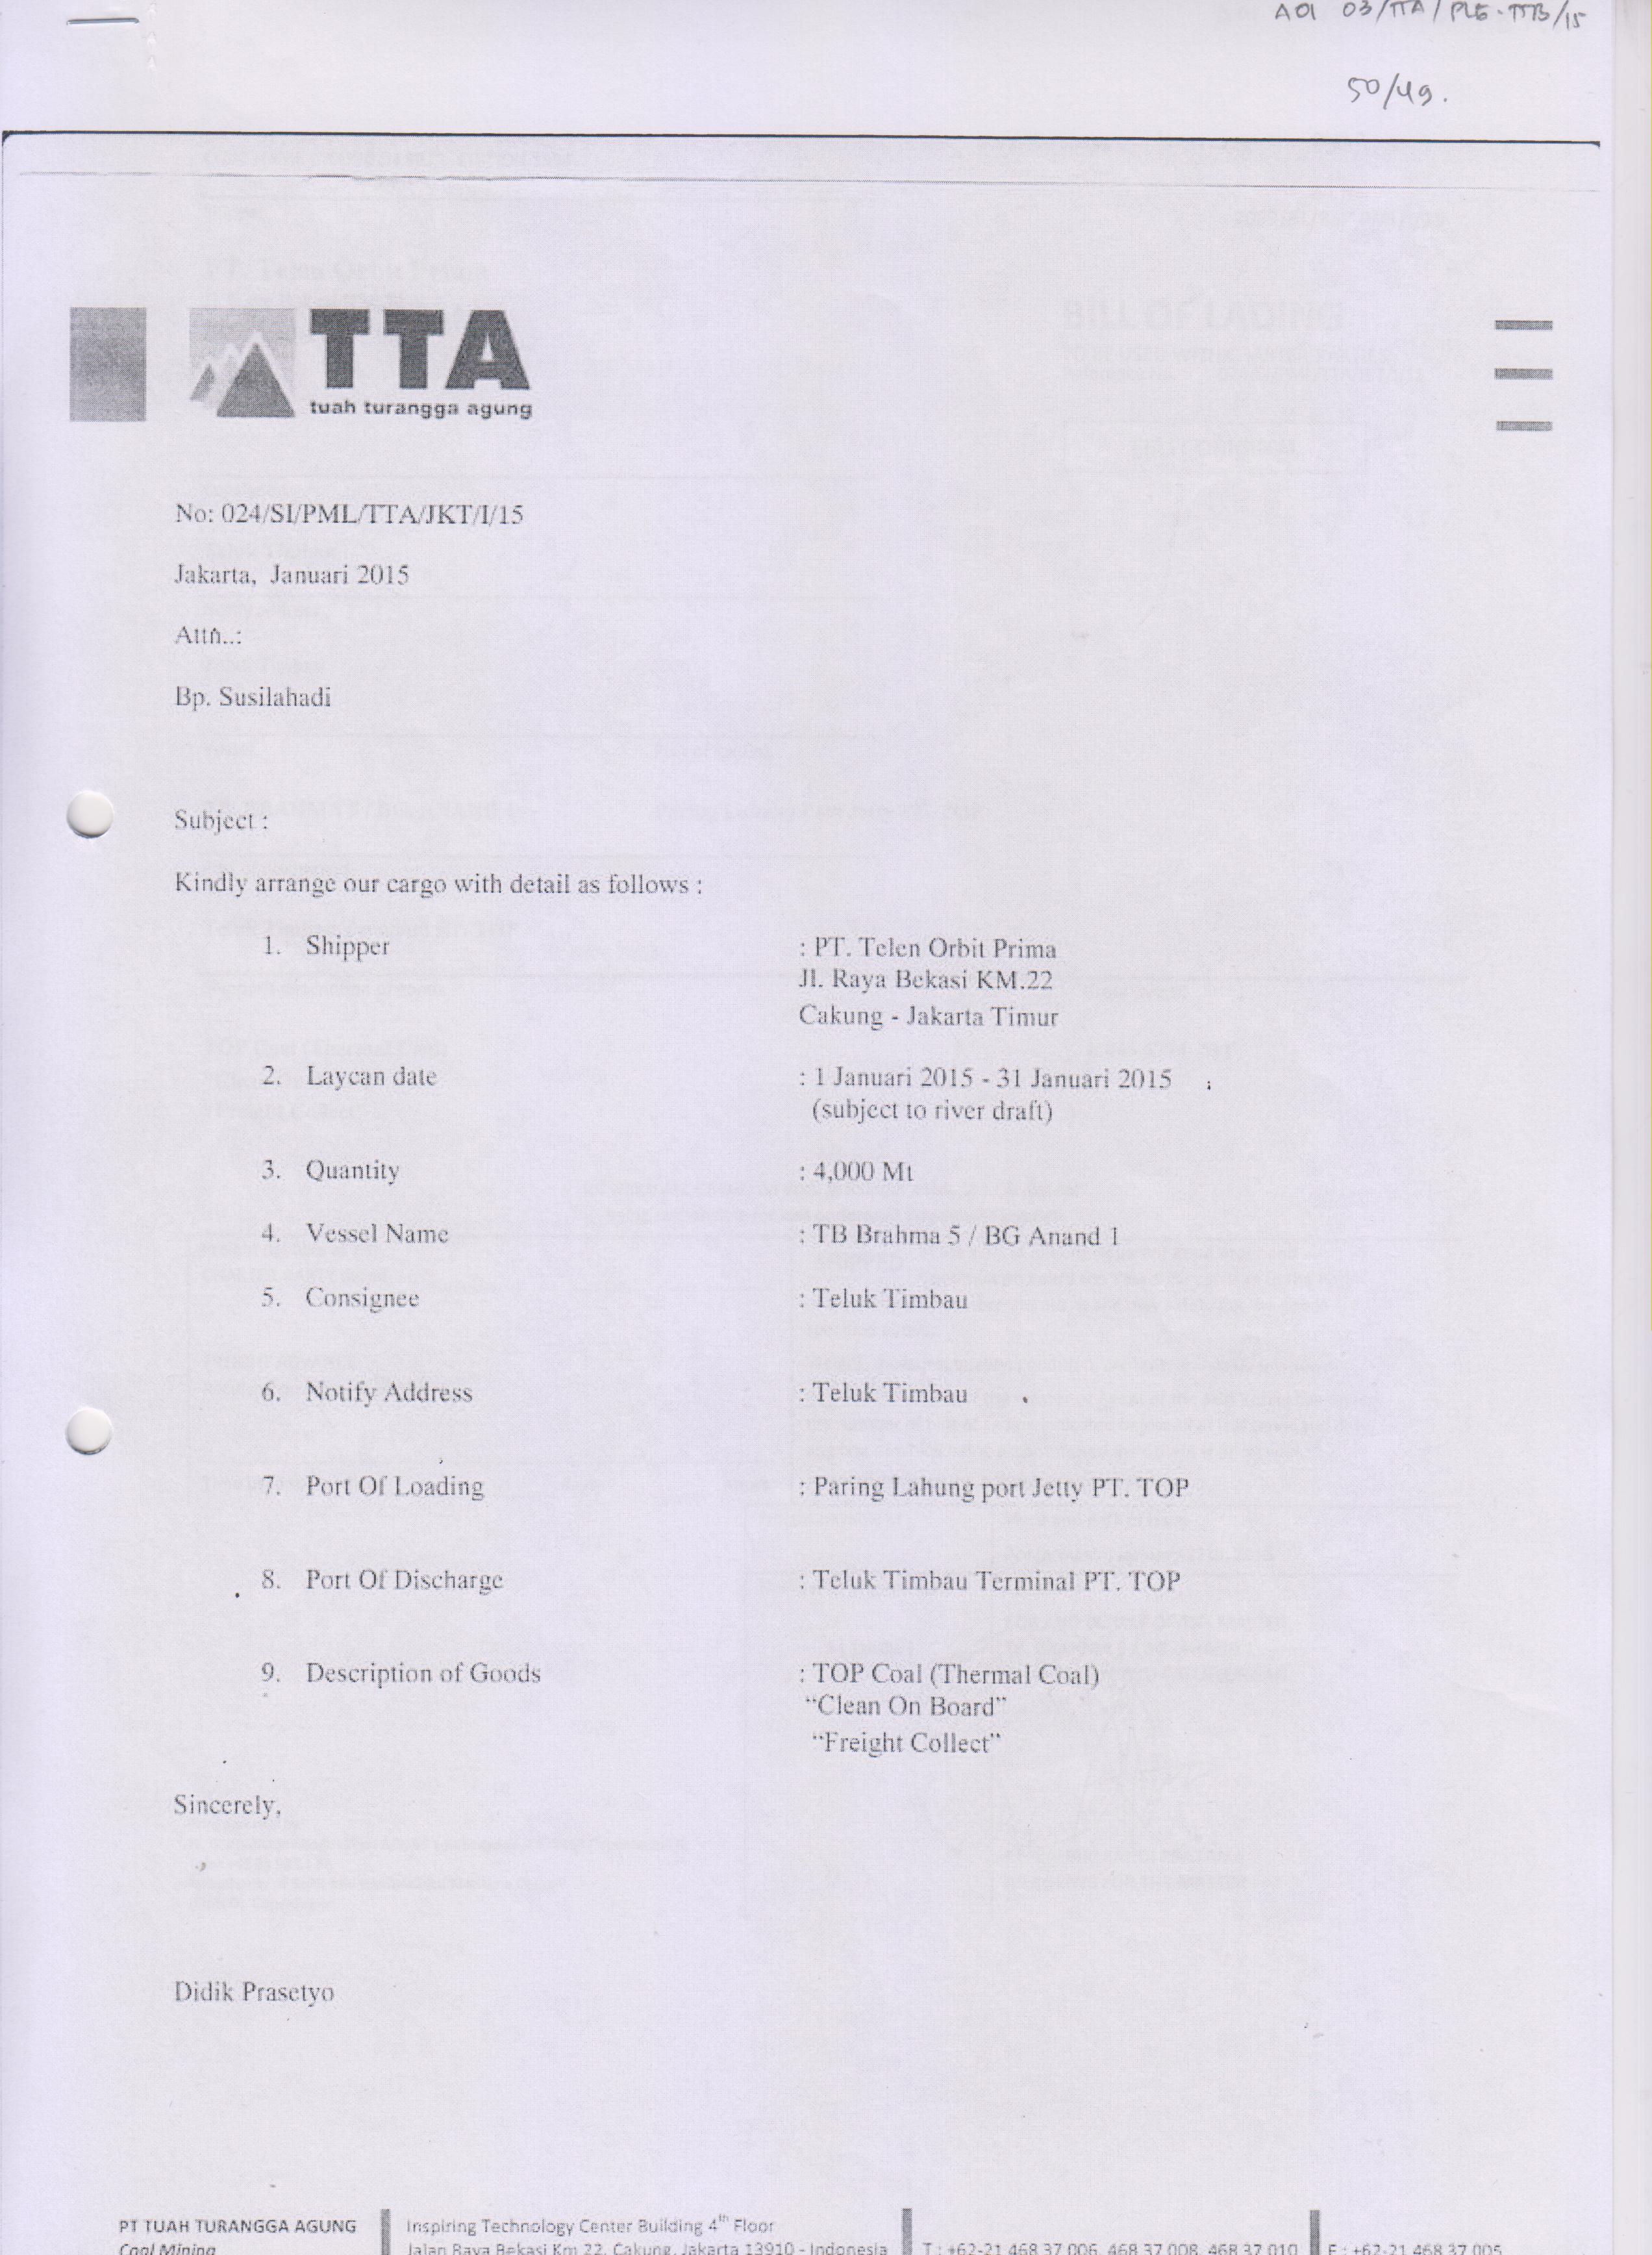 A01 03/TTA/PLG-TTB/15
50/49.
TTA
tuah turangga agung
No: 024/SI/PML/TTA/JKT/I/15
Jakarta, Januari 2015
Attn..:
Bp. Susilahadi
Subject :
Kindly arrange our cargo with detail as follows :
1. Shipper : PT. Telen Orbit Prima
Jl. Raya Bekasi KM.22
Cakung - Jakarta Timur
2. Laycan date : 1 Januari 2015 - 31 Januari 2015
(subject to river draft)
3. Quantity : 4,000 Mt
4. Vessel Name : TB Brahma 5 / BG Anand 1
5. Consignee : Teluk Timbau
6. Notify Address : Teluk Timbau
7. Port Of Loading : Paring Lahung port Jetty PT. TOP
8. Port Of Discharge : Teluk Timbau Terminal PT. TOP
9. Description of Goods : TOP Coal (Thermal Coal)
“Clean On Board”
“Freight Collect”
Sincerely,
Didik Prasetyo
PT TUAH TURANGGA AGUNG Inspiring Technology Center Building 4th Floor
Coal Mining Jalan Raya Bekasi Km 22, Cakung, Jakarta 13910 - Indonesia T : +62-21 468 37 006, 468 37 008, 468 37 010 F : +62-21 468 37 005